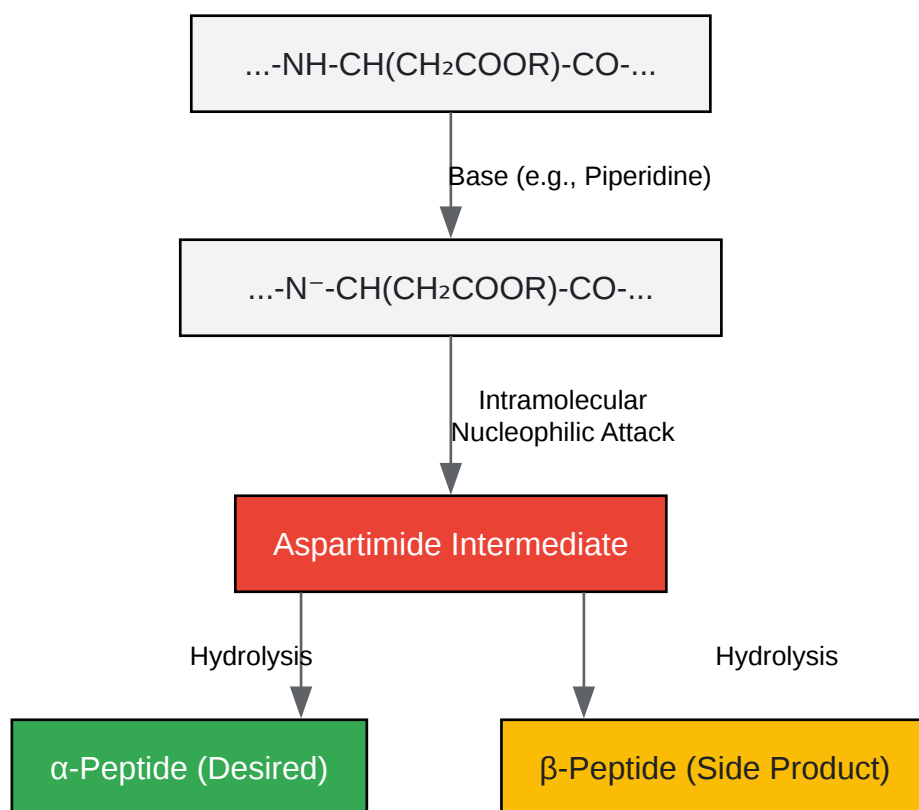 ...-NH-CH(CH₂COOR)-CO-...
Base (e.g., Piperidine)
...-N⁻-CH(CH₂COOR)-CO-...
Intramolecular
Nucleophilic Attack
Aspartimide Intermediate
Hydrolysis
Hydrolysis
α-Peptide (Desired)
β-Peptide (Side Product)